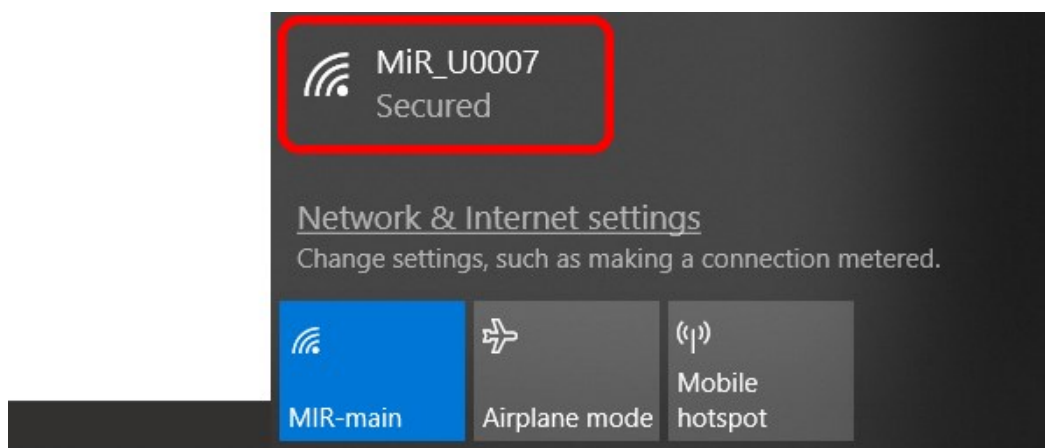 MiR_U0007
Secured
Network & Internet settings
Change settings, such as making a connection metered.
MIR-main
Airplane mode
Mobile
hotspot